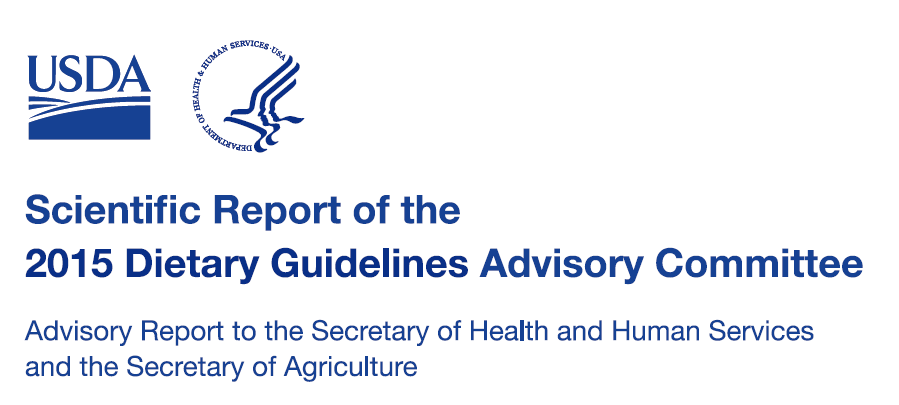 USDA
DEPARTMENT OF HEALTH & HUMAN SERVICES · USA
Scientific Report of the
2015 Dietary Guidelines Advisory Committee
Advisory Report to the Secretary of Health and Human Services
and the Secretary of Agriculture